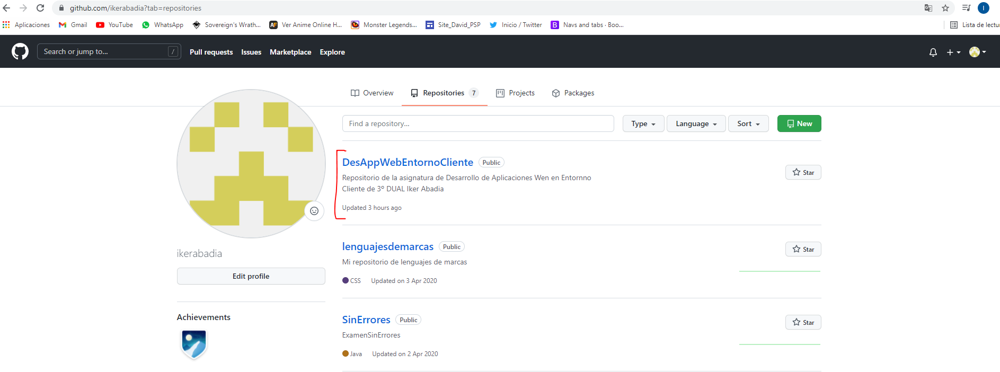 github.com/ikerabadia?tab=repositories
I
Aplicaciones Gmail YouTube WhatsApp Sovereign's Wrath... AF Ver Anime Online H... Monster Legends... Site_David_PSP Inicio / Twitter B Navs and tabs · Boo... Lista de lectu
Search or jump to... / Pull requests Issues Marketplace Explore
Overview Repositories 7 Projects Packages
Find a repository... Type Language Sort New
DesAppWebEntornoCliente Public
Repositorio de la asignatura de Desarrollo de Aplicaciones Wen en Entornno
Cliente de 3º DUAL Iker Abadia
Star
Updated 3 hours ago
lenguajesdemarcas Public
Star
Mi repositorio de lenguajes de marcas
CSS Updated on 3 Apr 2020
SinErrores Public
Star
ExamenSinErrores
Java Updated on 2 Apr 2020
ikerabadia
Edit profile
Achievements